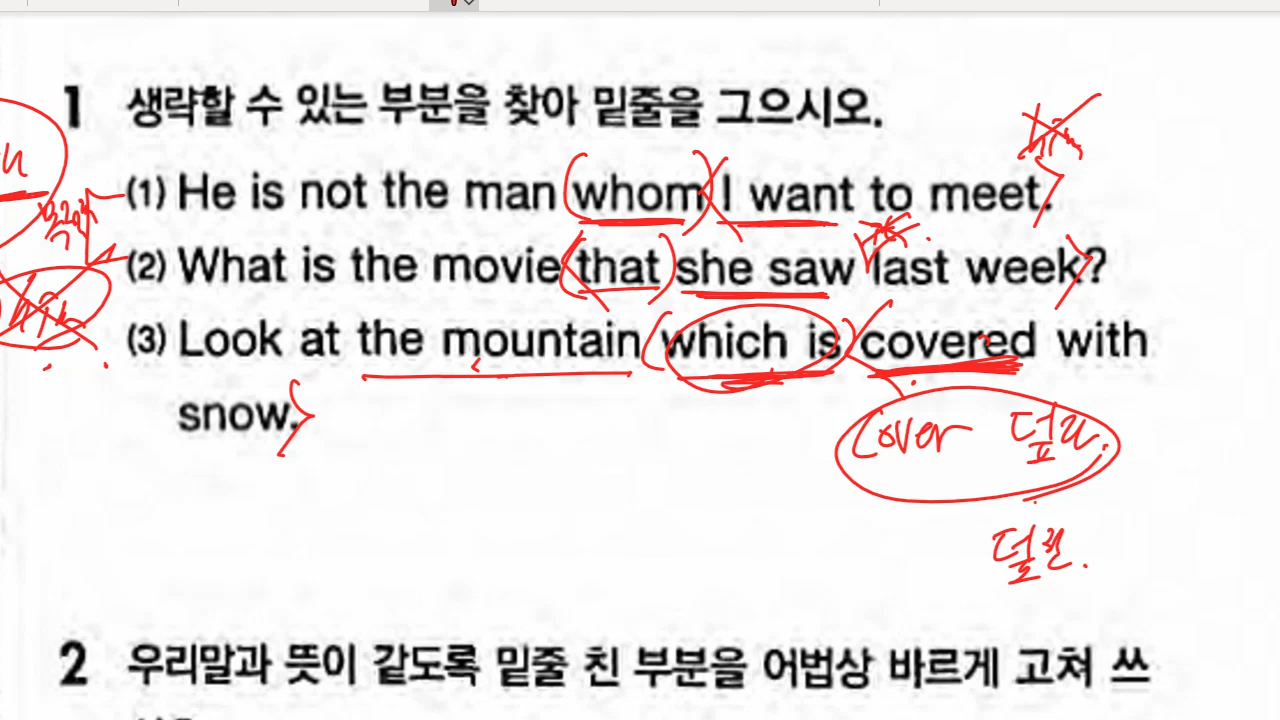 1 생략할 수 있는 부분을 찾아 밑줄을 그으시오.
(1) He is not the man whom I want to meet.
(2) What is the movie that she saw last week?
(3) Look at the mountain which is covered with
snow.
cover 덮다.
덮힌.
2 우리말과 뜻이 같도록 밑줄 친 부분을 어법상 바르게 고쳐 쓰